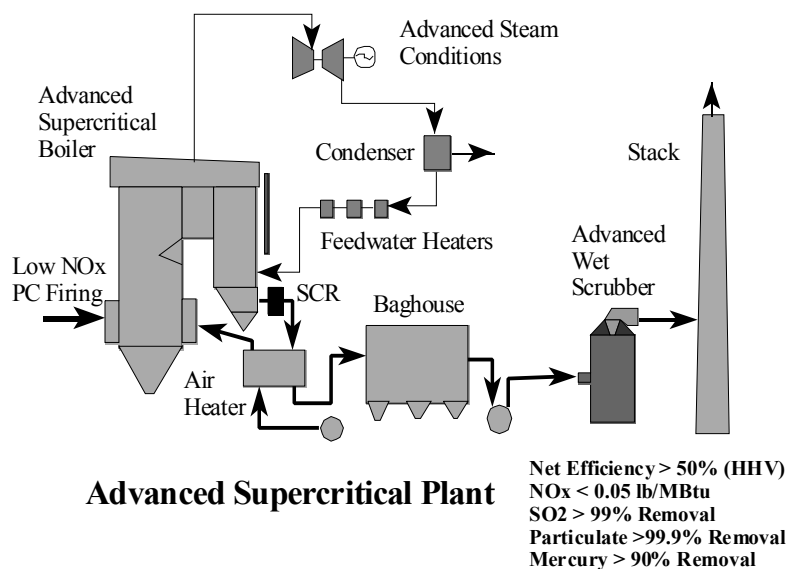 Advanced Steam
Conditions
Advanced
Supercritical
Boiler
Condenser
Stack
Feedwater Heaters
Advanced
Wet
Scrubber
Low NOx
PC Firing
SCR
Baghouse
Air
Heater
Advanced Supercritical Plant
Net Efficiency > 50% (HHV)
NOx < 0.05 lb/MBtu
SO2 > 99% Removal
Particulate >99.9% Removal
Mercury > 90% Removal